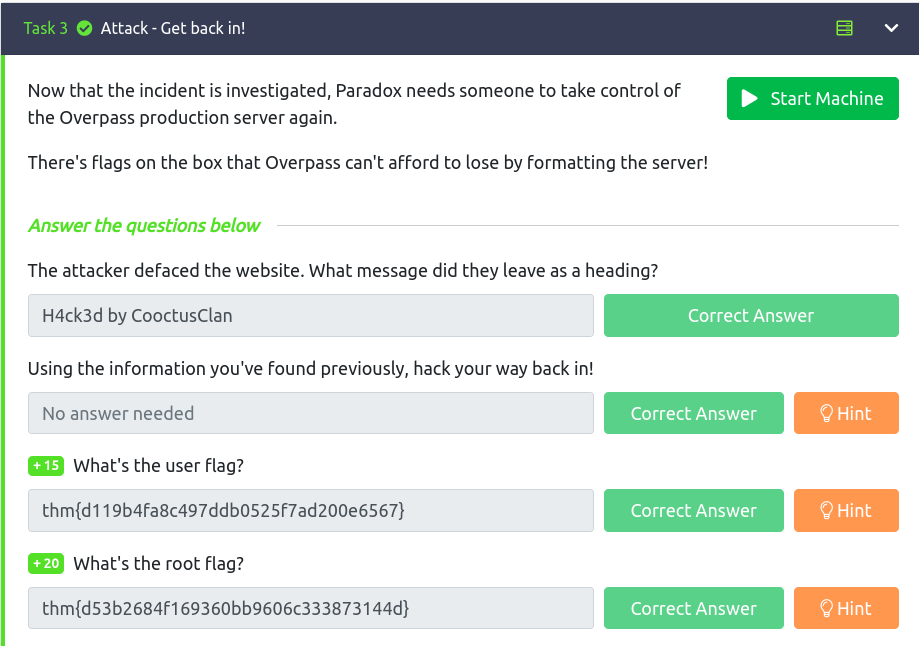 Task 3 Attack - Get back in!
Now that the incident is investigated, Paradox needs someone to take control of
the Overpass production server again.
Start Machine
There's flags on the box that Overpass can't afford to lose by formatting the server!
Answer the questions below
The attacker defaced the website. What message did they leave as a heading?
H4ck3d by CooctusClan
Correct Answer
Using the information you've found previously, hack your way back in!
No answer needed
Correct Answer
Hint
+ 15 What's the user flag?
thm{d119b4fa8c497ddb0525f7ad200e6567}
Correct Answer
Hint
+ 20 What's the root flag?
thm{d53b2684f169360bb9606c333873144d}
Correct Answer
Hint